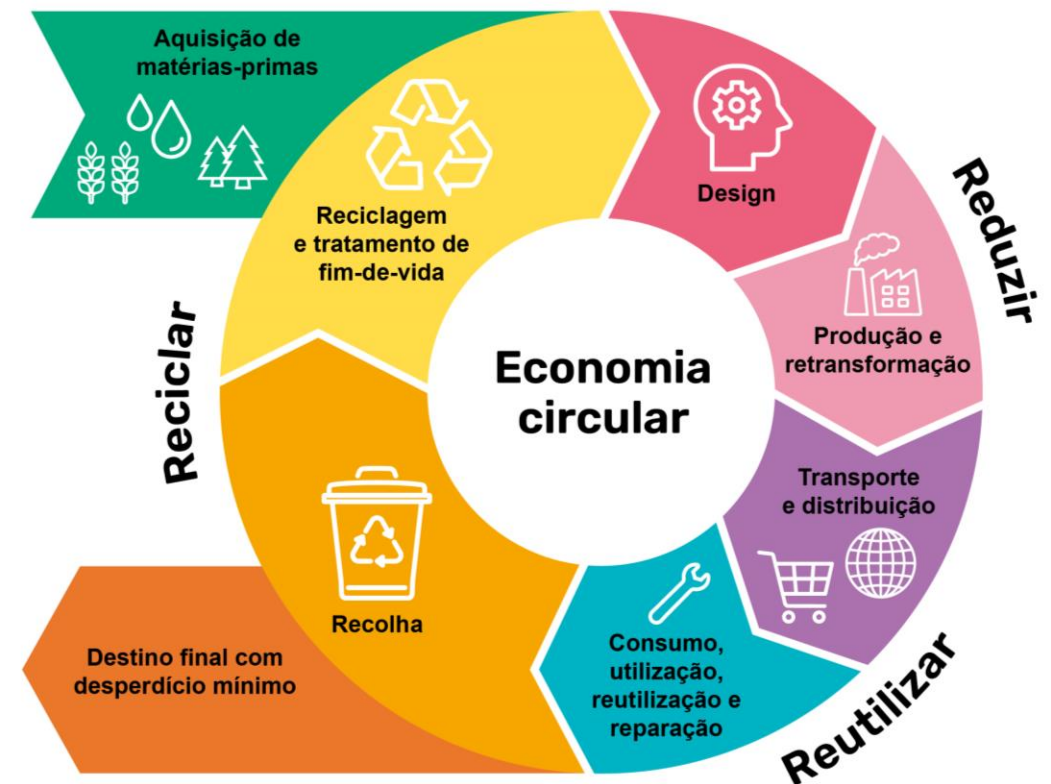 Aquisição de
matérias-primas
Reciclagem
e tratamento de
fim-de-vida
Design
Reduzir
Produção e
retransformação
Economia
circular
Reciclar
Transporte
e distribuição
Recolha
Consumo,
utilização,
reutilização e
reparação
Reutilizar
Destino final com
desperdício mínimo